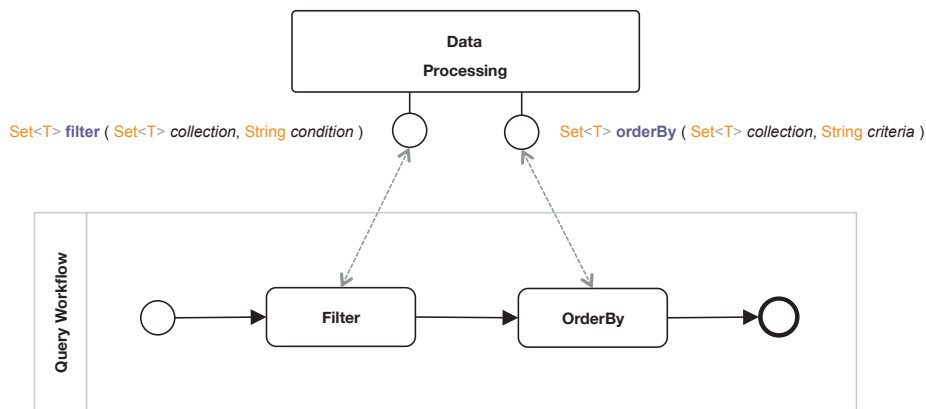 Data
Processing
Set<T> filter ( Set<T> collection, String condition )
Set<T> orderBy ( Set<T> collection, String criteria )
Query Workflow
Filter
OrderBy